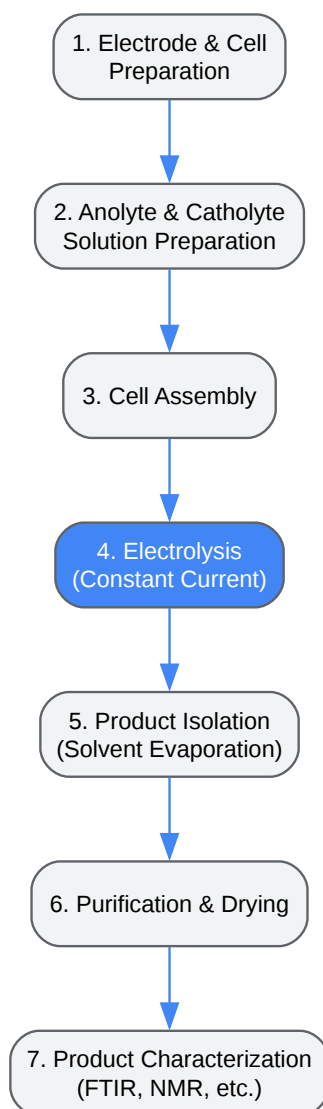 1. Electrode & Cell
Preparation
2. Anolyte & Catholyte
Solution Preparation
3. Cell Assembly
4. Electrolysis
(Constant Current)
5. Product Isolation
(Solvent Evaporation)
6. Purification & Drying
7. Product Characterization
(FTIR, NMR, etc.)